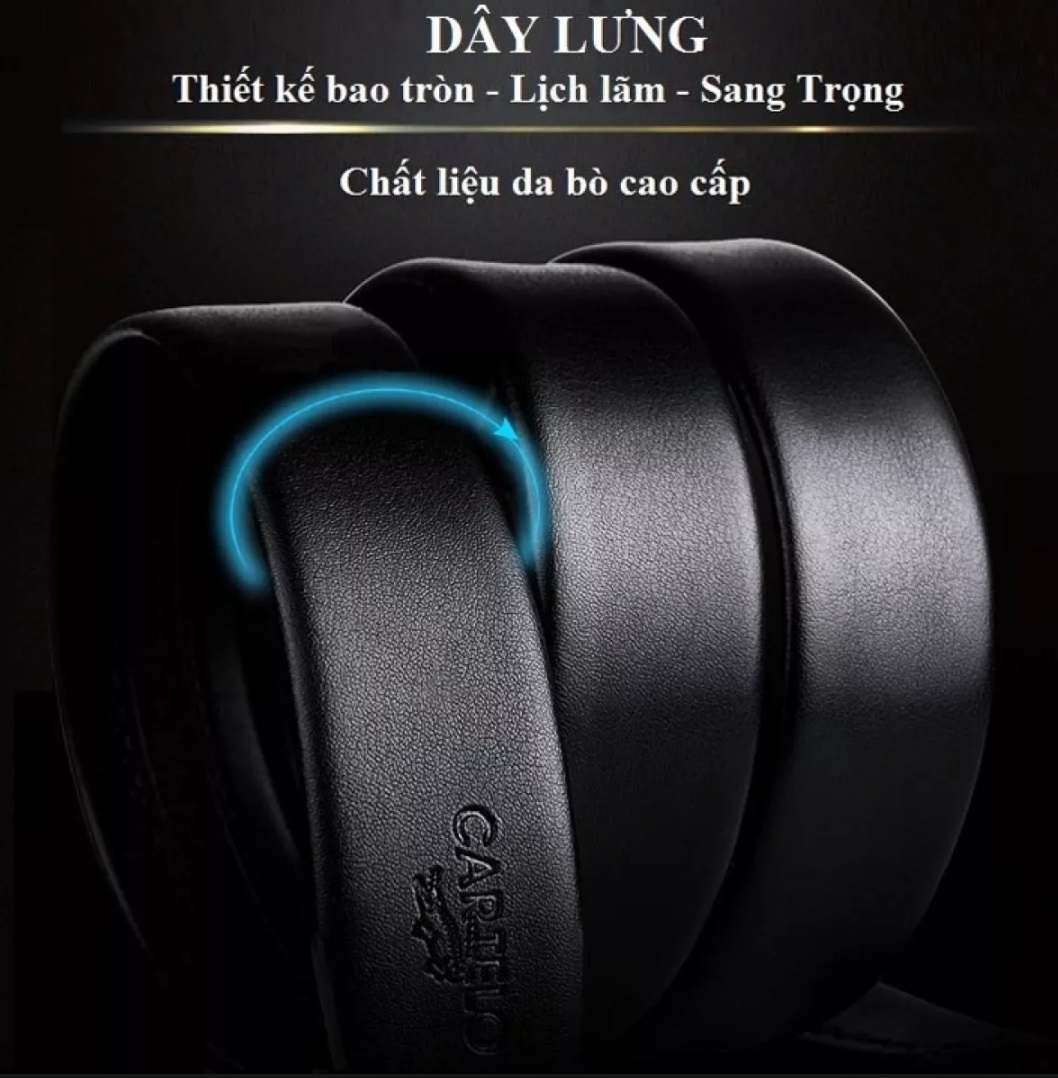 DÂY LƯNG
Thiết kế bao tròn - Lịch lãm - Sang Trọng
Chất liệu da bò cao cấp
CARTELO